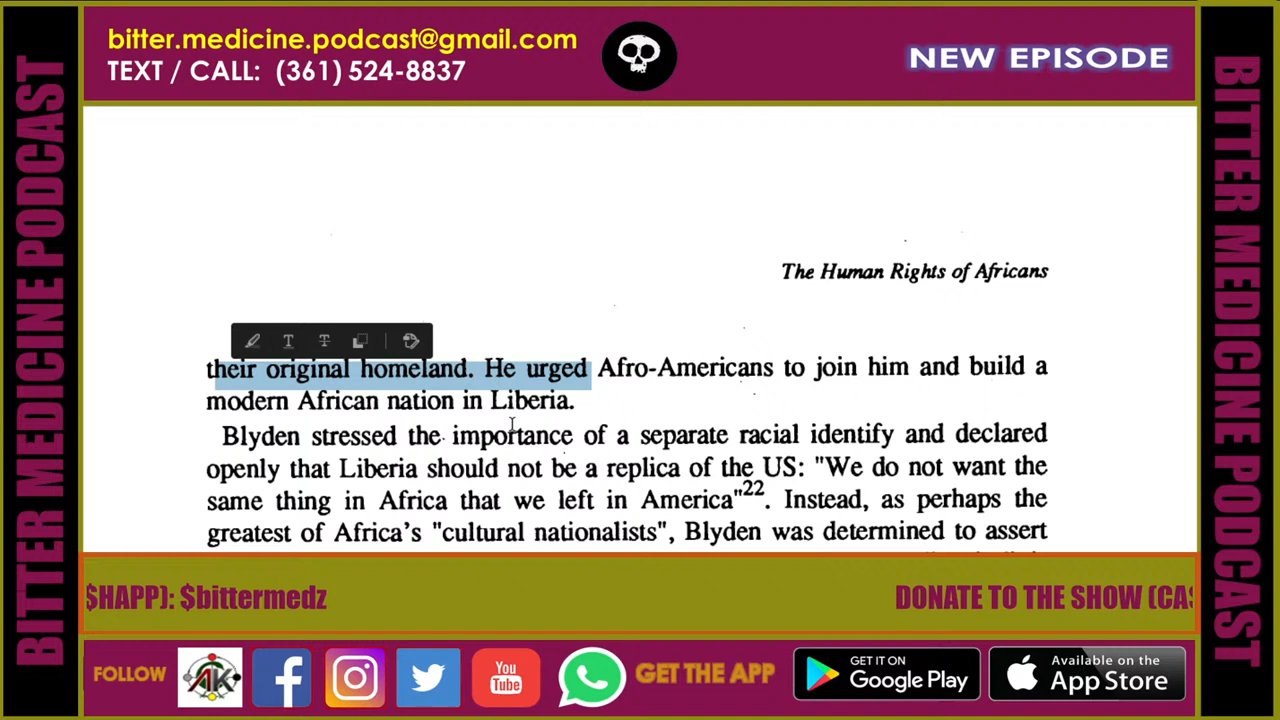 bitter.medicine.podcast@gmail.com
TEXT / CALL: (361) 524-8837
NEW EPISODE
BITTER MEDICINE PODCAST
The Human Rights of Africans
their original homeland. He urged Afro-Americans to join him and build a
modern African nation in Liberia.
Blyden stressed the importance of a separate racial identify and declared
openly that Liberia should not be a replica of the US: "We do not want the
same thing in Africa that we left in America"22. Instead, as perhaps the
greatest of Africa's "cultural nationalists", Blyden was determined to assert
BITTER MEDICINE PODCAST
$HAPP): $bittermedz
DONATE TO THE SHOW (CAS
FOLLOW
You
Tube
GET THE APP
GET IT ON
Google Play
Available on the
App Store